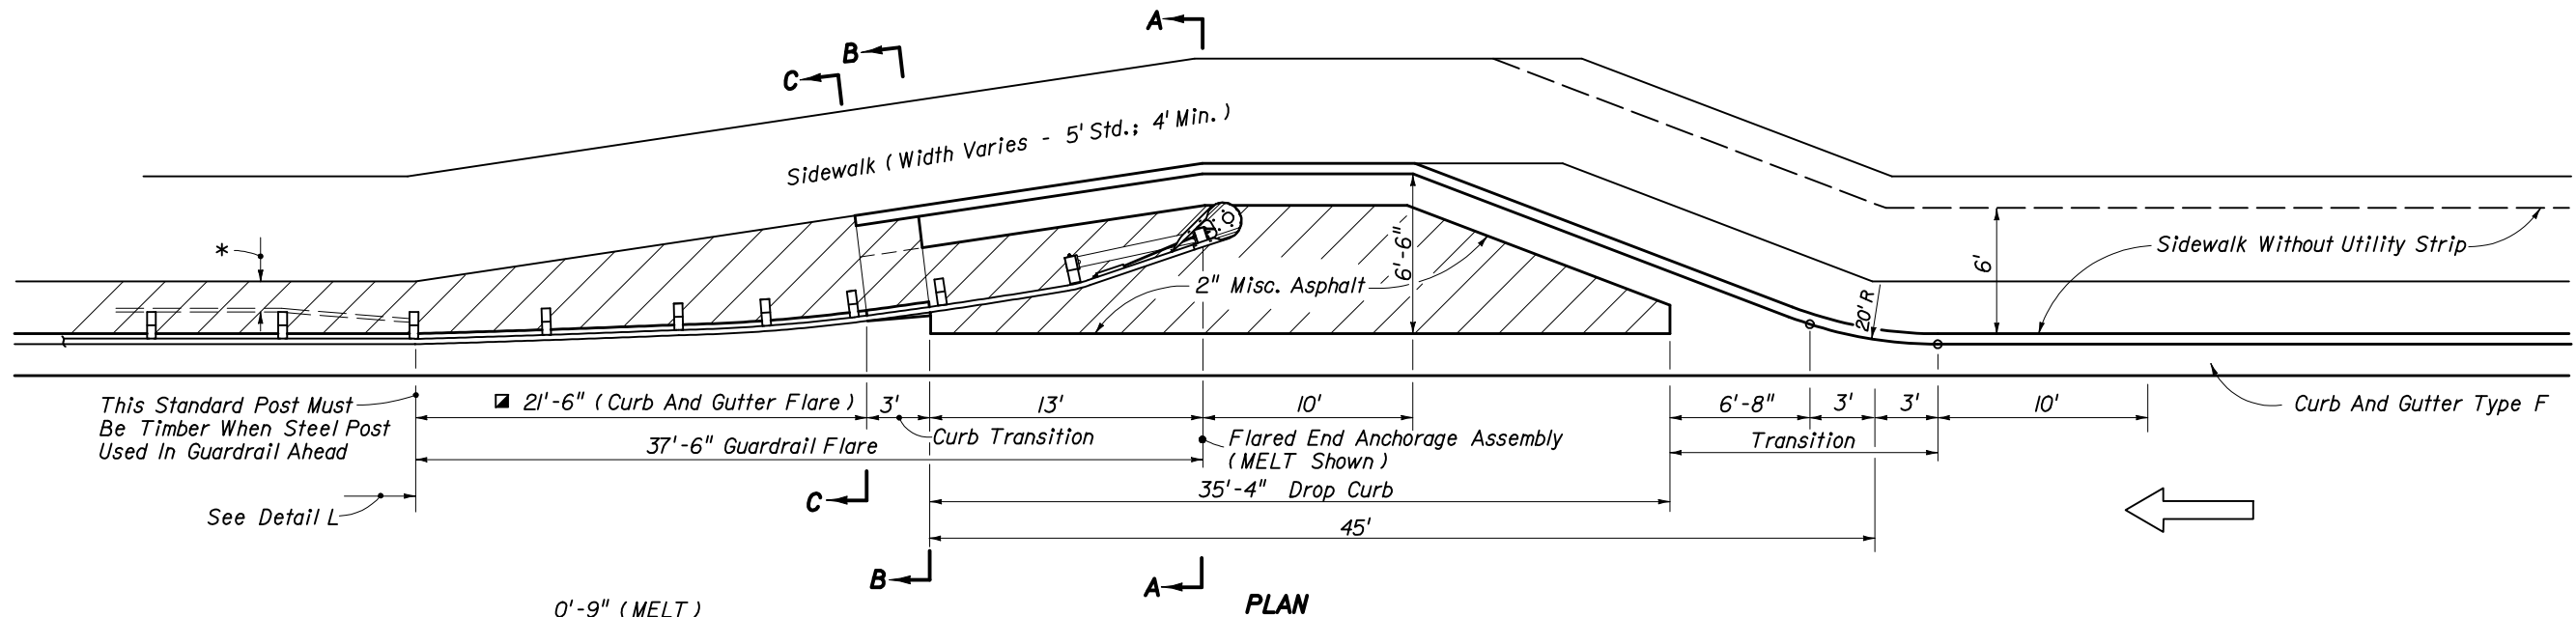 A
B
C
Sidewalk (Width Varies - 5' Std.; 4' Min.)
*
6'-6"
2" Misc. Asphalt
20' R
6'
Sidewalk Without Utility Strip
This Standard Post Must
Be Timber When Steel Post
Used In Guardrail Ahead
21'-6" (Curb And Gutter Flare)
3'
13'
10'
6'-8"
3'
3'
10'
Curb And Gutter Type F
Curb Transition
37'-6" Guardrail Flare
Flared End Anchorage Assembly
(MELT Shown)
Transition
35'-4" Drop Curb
C
See Detail L
45'
B
A
PLAN
0'-9" (MELT)